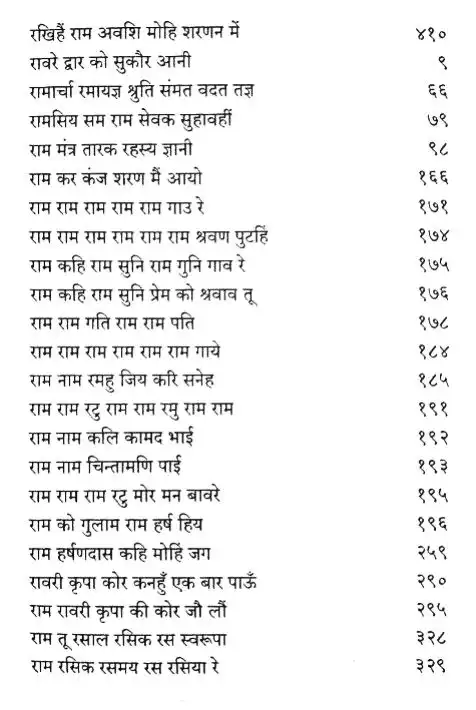 रखिहैं राम अवशि मोहि शरणन में ४१०
रावरे द्वार को सुकौर आनी ९
रामार्चा रमायज्ञ श्रुति संमत वदत तज्ञ ६६
रामसिय सम राम सेवक सुहावहीं ७९
राम मंत्र तारक रहस्य ज्ञानी ९८
राम कर कंज शरण मैं आयो १६६
राम राम राम राम राम गाउ रे १७१
राम राम राम राम राम राम श्रवण पुटहिं १७४
राम कहि राम सुनि राम गुनि गाव रे १७५
राम कहि राम सुनि प्रेम को श्रवाव तू १७६
राम राम गति राम राम पति १७८
राम राम राम राम राम राम गाये १८४
राम नाम रमहु जिय करि सनेह १८५
राम राम रटु राम राम रमु राम राम १९१
राम नाम कलि कामद भाई १९२
राम नाम चिन्तामणि पाई १९३
राम राम राम रटु मोर मन बावरे १९५
राम को गुलाम राम हर्ष हिय १९६
राम हर्षणदास कहि मोहिं जग २५९
रावरी कृपा कोर कनहुँ एक बार पाऊँ २९०
राम रावरी कृपा की कोर जौ लौं २९५
राम तू रसाल रसिक रस स्वरूपा ३२८
राम रसिक रसमय रस रसिया रे ३२९